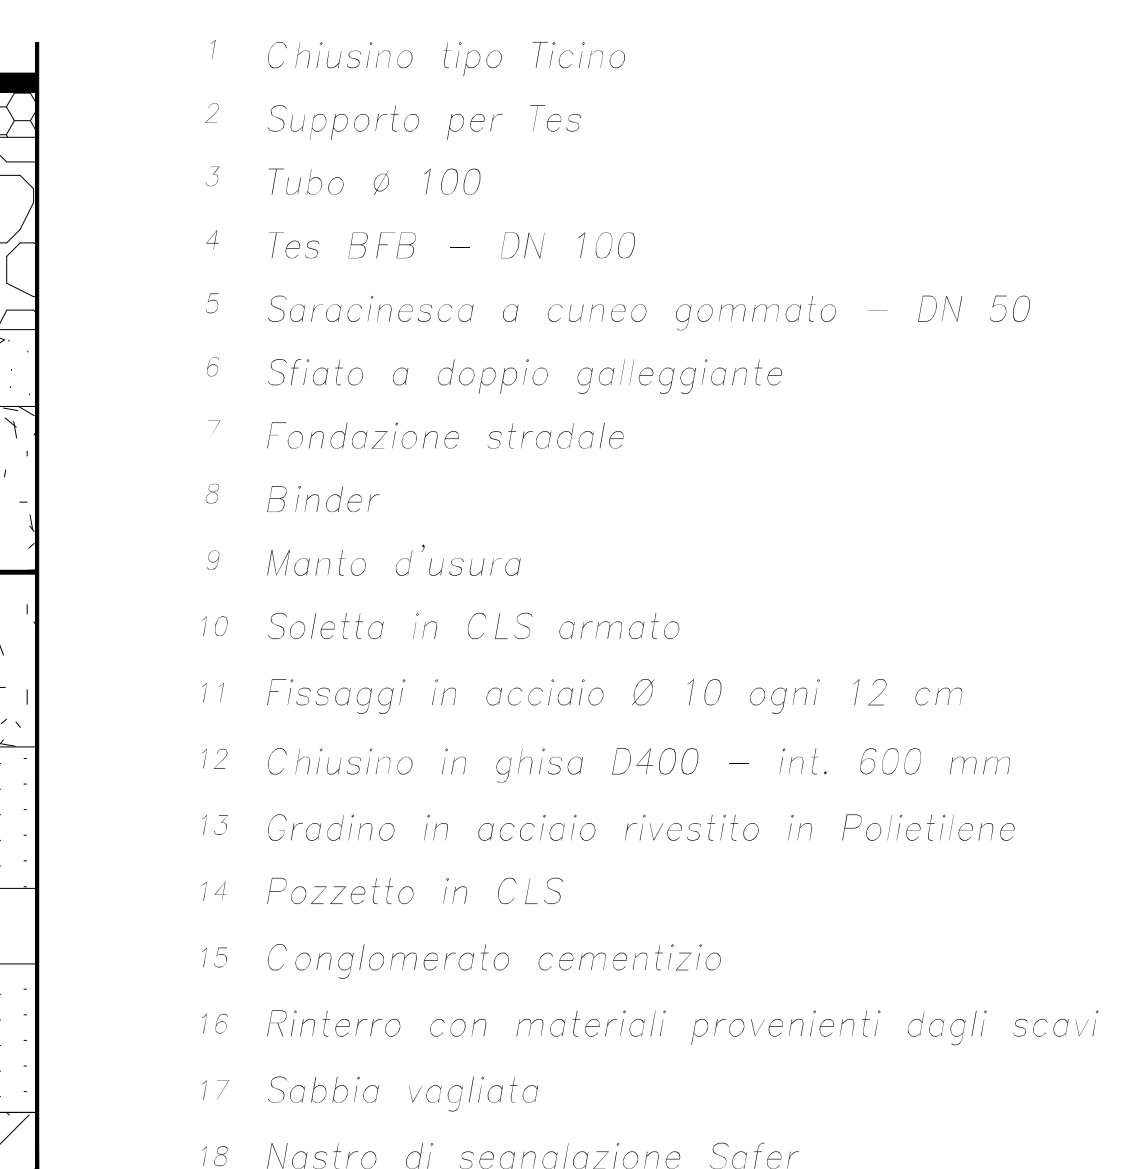 1 Chiusino tipo Ticino
2 Supporto per Tes
3 Tubo ø 100
4 Tes BFB – DN 100
5 Saracinesca a cuneo gommato – DN 50
6 Sfiato a doppio galleggiante
7 Fondazione stradale
8 Binder
9 Manto d'usura
10 Soletta in CLS armato
11 Fissaggi in acciaio Ø 10 ogni 12 cm
12 Chiusino in ghisa D400 – int. 600 mm
13 Gradino in acciaio rivestito in Polietilene
14 Pozzetto in CLS
15 Conglomerato cementizio
16 Rinterro con materiali provenienti dagli scavi
17 Sabbia vagliata
18 Nastro di segnalazione Safer